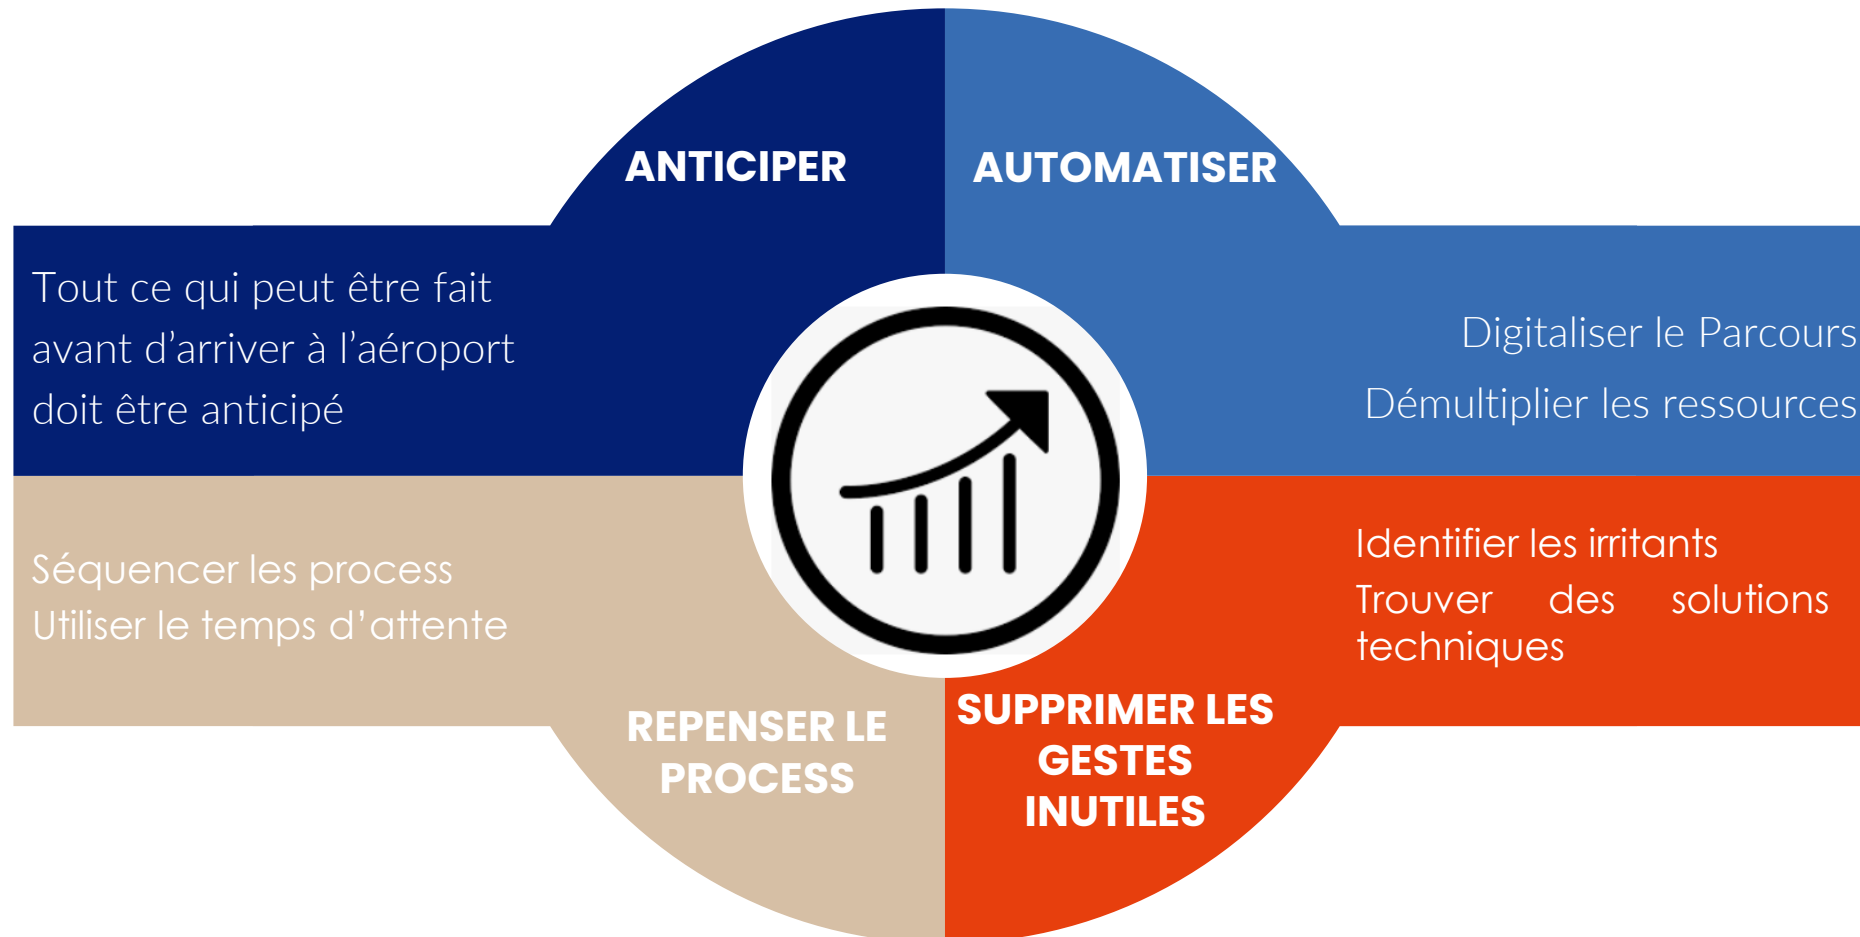 ANTICIPER
Tout ce qui peut être fait
avant d’arriver à l’aéroport
doit être anticipé
AUTOMATISER
Digitaliser le Parcours
Démultiplier les ressources
Séquencer les process
Utiliser le temps d’attente
REPENSER LE
PROCESS
Identifier les irritants
Trouver des solutions
techniques
SUPPRIMER LES
GESTES
INUTILES